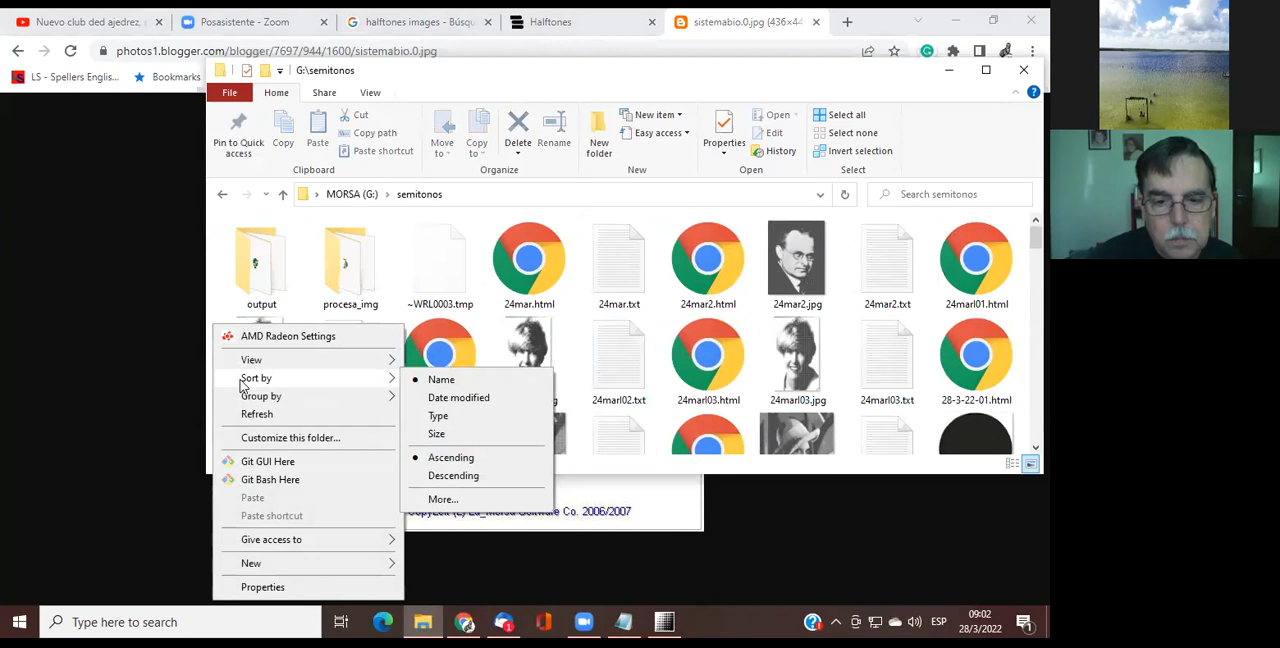 Nuevo club ded ajedrez, su
Posasistente - Zoom
halftones images - Búsqu
Halftones
sistemabio.0.jpg (436×44
photos1.blogger.com/blogger/7697/944/1600/sistemabio.0.jpg
LS - Spellers Englis...
Bookmarks
G:\semitonos
File
Home
Share
View
Pin to Quick access
Copy
Paste
Cut
Copy path
Paste shortcut
Clipboard
Move to
Copy to
Delete
Rename
Organize
New folder
New item
Easy access
New
Properties
Open
Edit
History
Open
Select all
Select none
Invert selection
Select
MORSA (G:)
semitonos
Search semitonos
output
procesa_img
~WRL0003.tmp
24mar.html
24mar.txt
24mar2.html
24mar2.jpg
24mar2.txt
24marl01.html
24marl02.txt
24marl03.html
24marl03.jpg
24marl03.txt
28-3-22-01.html
AMD Radeon Settings
View
Sort by
Group by
Refresh
Customize this folder...
Git GUI Here
Git Bash Here
Paste
Paste shortcut
Give access to
New
Properties
Name
Date modified
Type
Size
Ascending
Descending
More...
Software Co. 2006/2007
Type here to search
ESP
09:02
28/3/2022